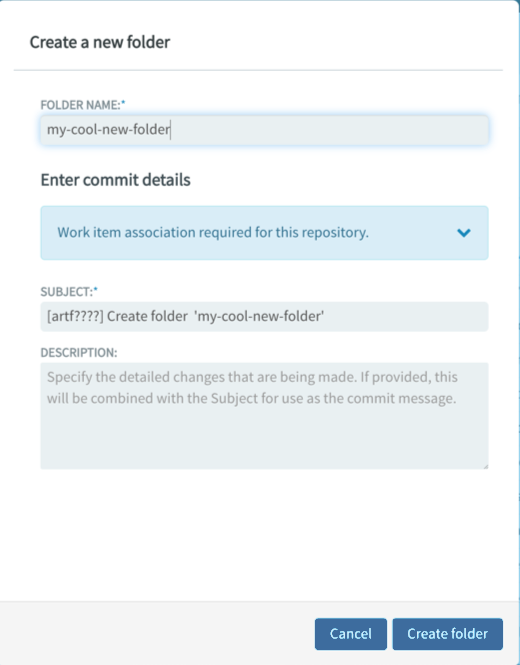 Create a new folder
FOLDER NAME:*
my-cool-new-folder
Enter commit details
Work item association required for this repository.
SUBJECT:*
[artf????] Create folder 'my-cool-new-folder'
DESCRIPTION:
Specify the detailed changes that are being made. If provided, this
will be combined with the Subject for use as the commit message.
Cancel Create folder